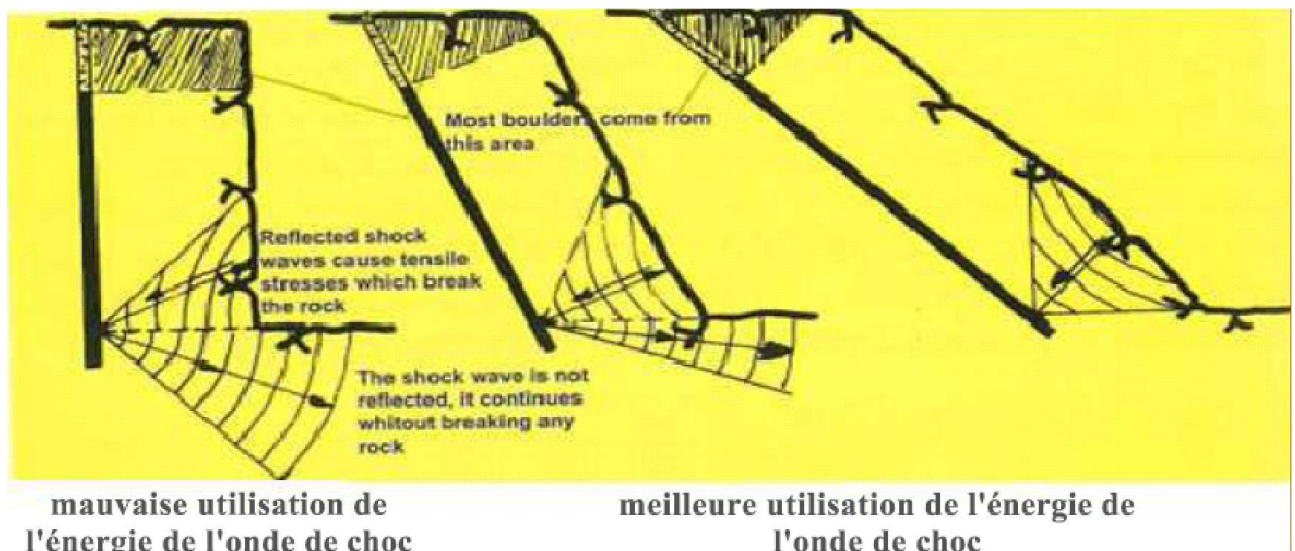 Most boulders come from
this area
Reflected shock
waves cause tensile
stresses which break
the rock
The shock wave is not
reflected, it continues
whitout breaking any
rock
mauvaise utilisation de
l'énergie de l'onde de choc
meilleure utilisation de l'énergie de
l'onde de choc